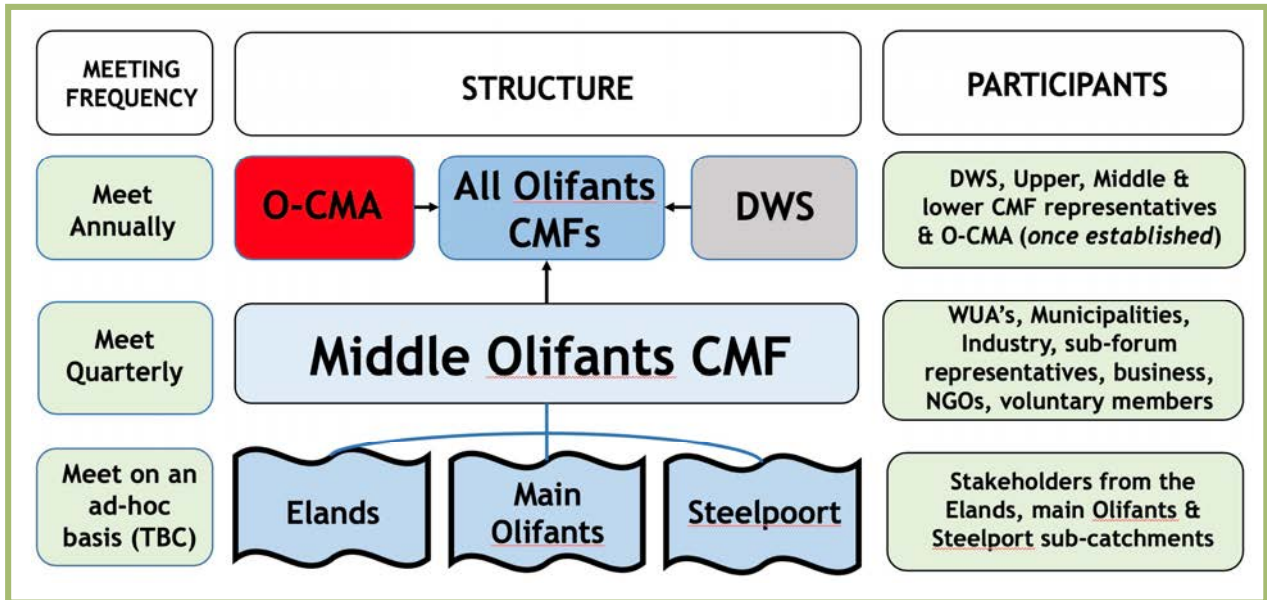 MEETING
FREQUENCY
STRUCTURE
PARTICIPANTS
Meet
Annually
O-CMA
All Olifants
CMFs
DWS
DWS, Upper, Middle &
lower CMF representatives
& O-CMA (once established)
Meet
Quarterly
Middle Olifants CMF
WUA's, Municipalities,
Industry, sub-forum
representatives, business,
NGOs, voluntary members
Meet on an
ad-hoc
basis (TBC)
Elands
Main
Olifants
Steelpoort
Stakeholders from the
Elands, main Olifants &
Steelport sub-catchments